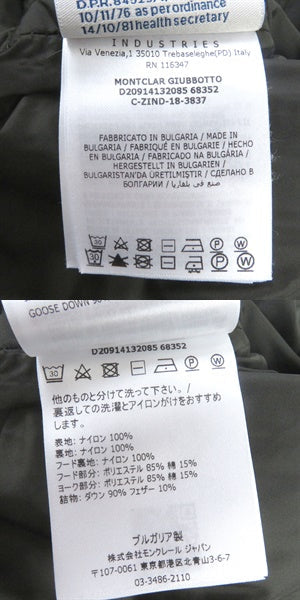 10/11/76 as per ordinance
14/10/81 health secretary
INDUSTRIES
Via Venezia,1 35010 Trebaseleghe(PD) Italy
RN 116347
MONTCLAR GIUBBOTTO
D20914132085 68352
C-ZIND-18-3837
FABBRICATO IN BULGARIA / MADE IN
BULGARIA / FABRIQUÉ EN BULGARIE / HECHO
EN BULGARIA / FABRICADO NA BULGÁRIA /
HERGESTELLT IN BULGARIEN /
BULGARISTAN'DA ÜRETILMIŞTIR / СДЕЛАНО В
БОЛГАРИИ / صنع في بلغاريا
30
P
W
GOOSE DOWN 90%
D20914132085 68352
30
P
W
他のものと分けて洗って下さい。/
裏返しての洗濯とアイロンがけをおすすめ
します。
表地: ナイロン 100%
裏地: ナイロン 100%
フード裏地: ナイロン 100%
フード部分: ポリエステル 85% 綿 15%
ヨーク部分: ポリエステル 85% 綿 15%
詰物: ダウン 90% フェザー 10%
ブルガリア製
株式会社モンクレール ジャパン
〒107-0061
東京都港区北青山3-6-7
03-3486-2110